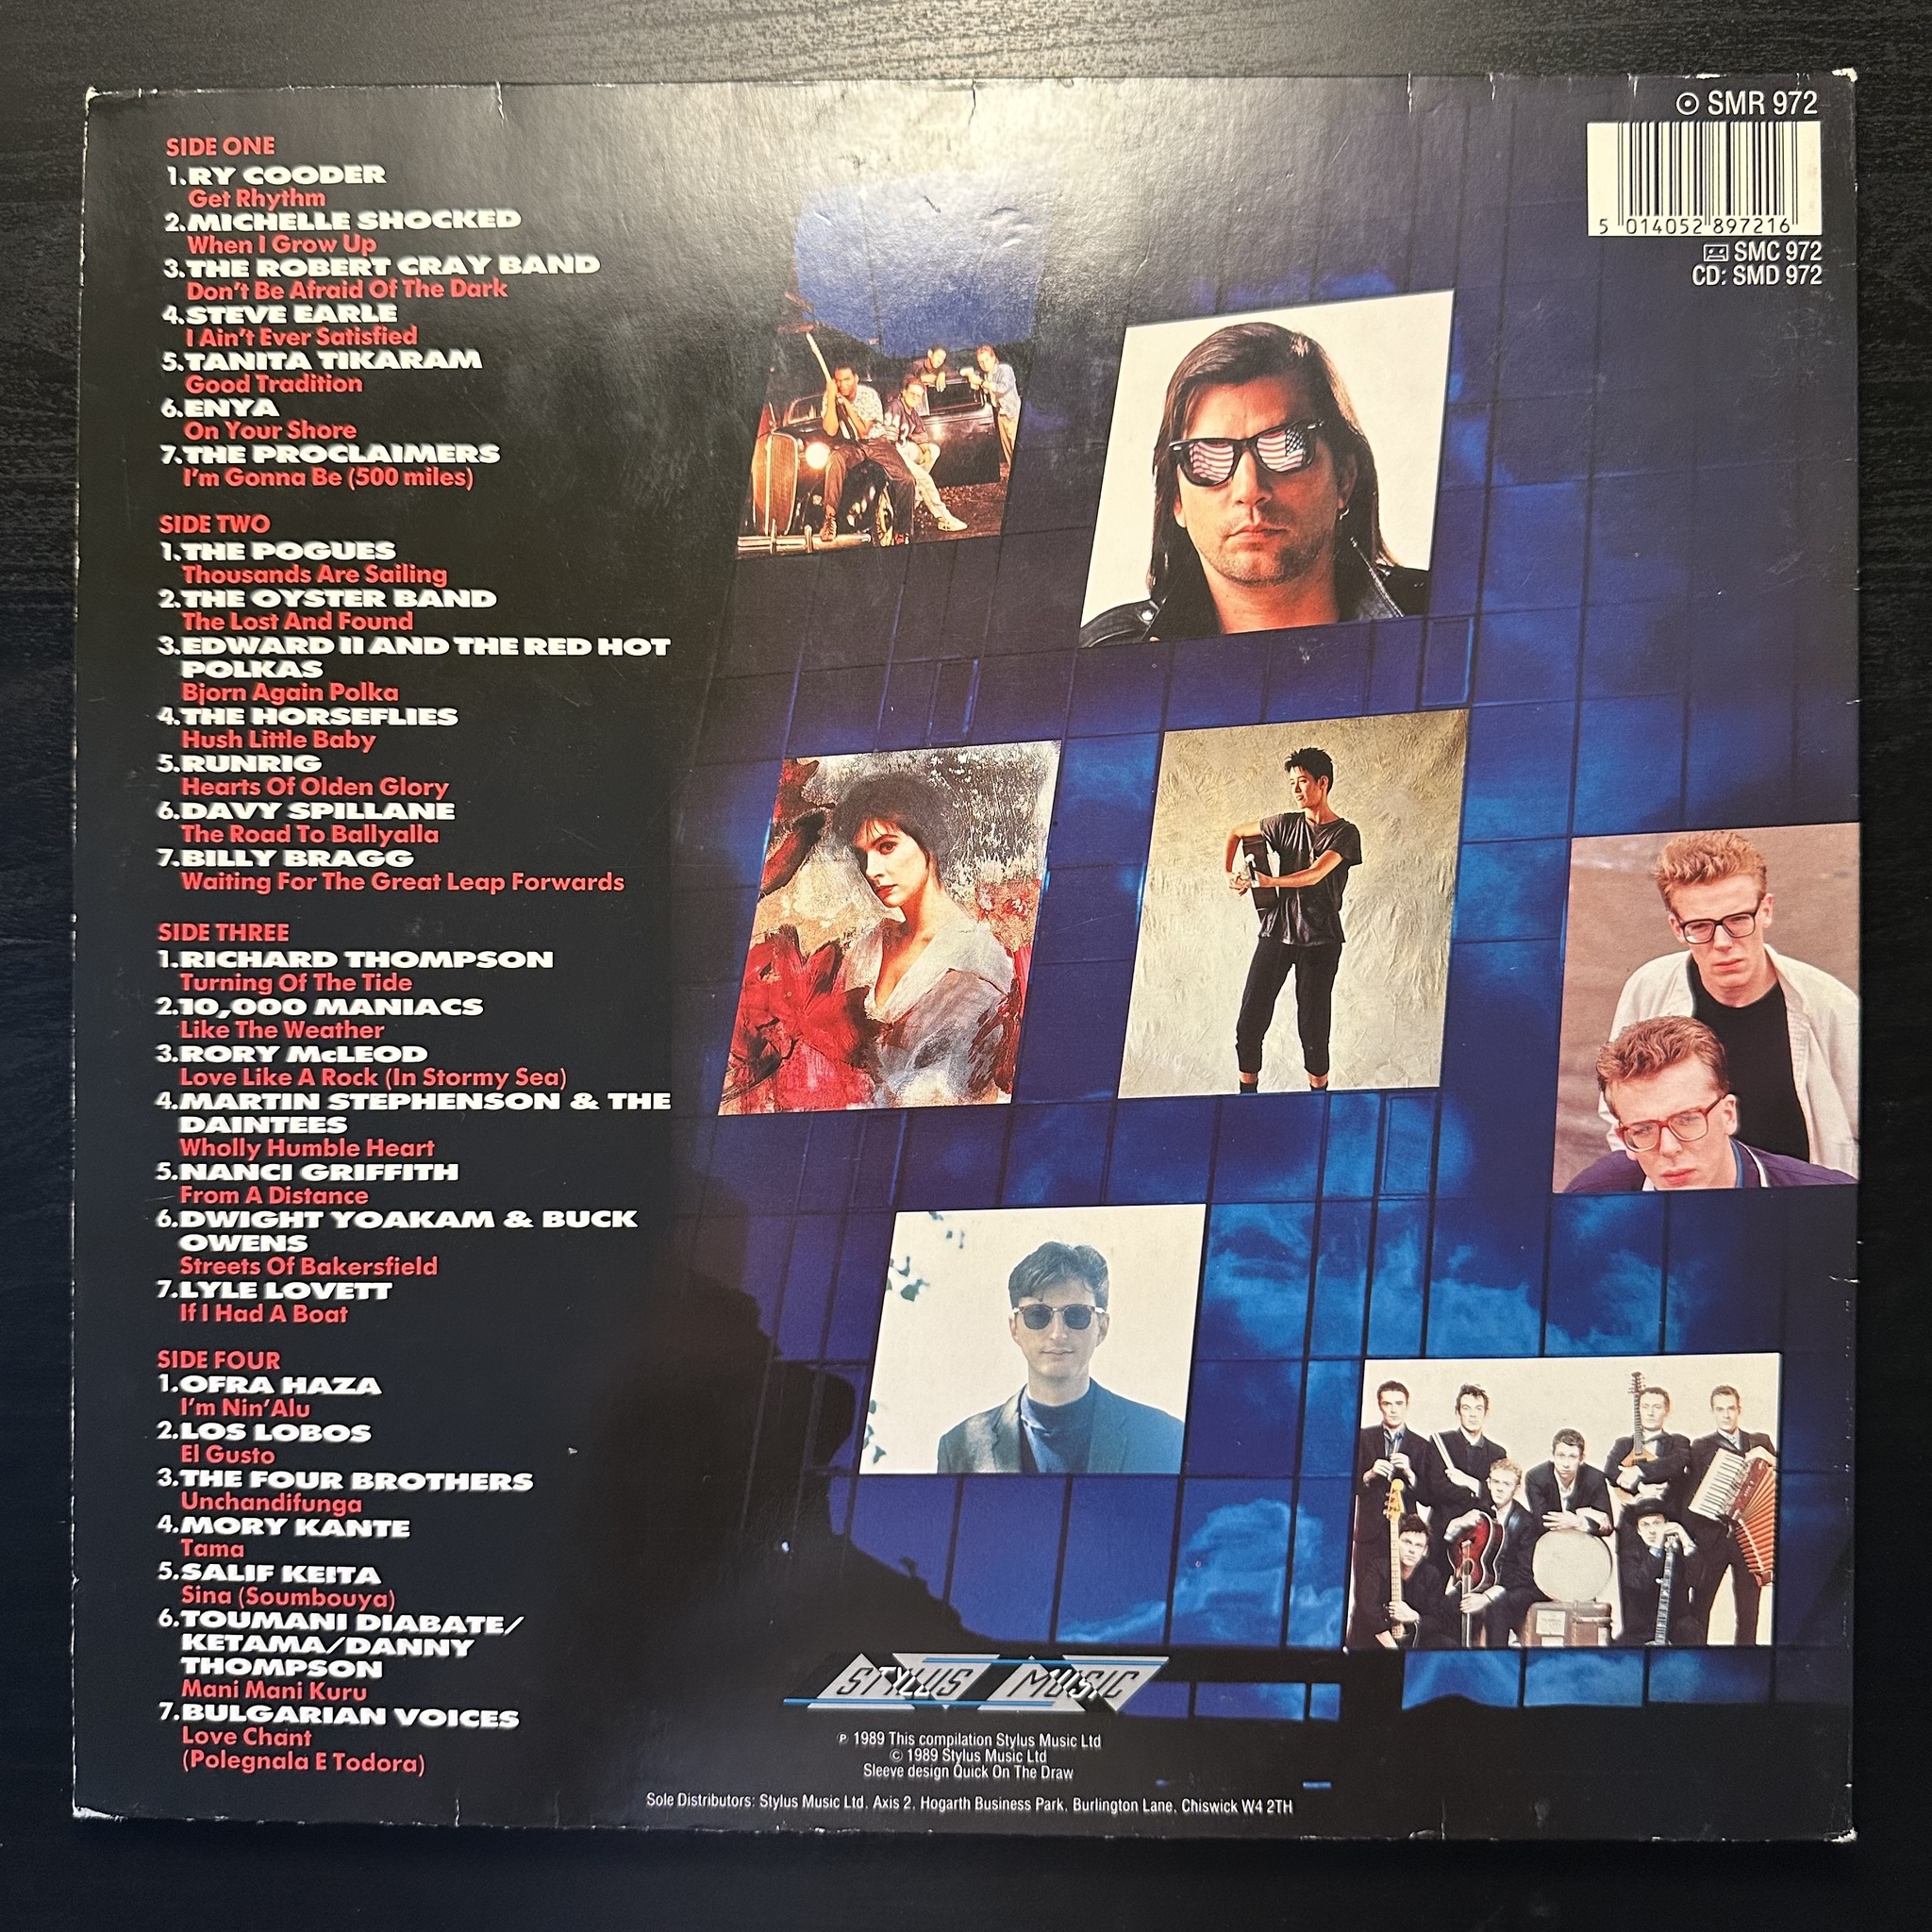 SIDE ONE
1.RY COODER
Get Rhythm
2.MICHELLE SHOCKED
When I Grow Up
3.THE ROBERT CRAY BAND
Don't Be Afraid Of The Dark
4.STEVE EARLE
I Ain't Ever Satisfied
5.TANITA TIKARAM
Good Tradition
6.ENYA
On Your Shore
7.THE PROCLAIMERS
I'm Gonna Be (500 miles)
SIDE TWO
1.THE POGUES
Thousands Are Sailing
2.THE OYSTER BAND
The Lost And Found
3.EDWARD II AND THE RED HOT
POLKAS
Bjorn Again Polka
4.THE HORSEFLIES
Hush Little Baby
5.RUNRIG
Hearts Of Olden Glory
6.DAVY SPILLANE
The Road To Ballyalla
7.BILLY BRAGG
Waiting For The Great Leap Forwards
SIDE THREE
1.RICHARD THOMPSON
Turning Of The Tide
2.10,000 MANIACS
Like The Weather
3.RORY McLEOD
Love Like A Rock (In Stormy Sea)
4.MARTIN STEPHENSON & THE
DAINTEES
Wholly Humble Heart
5.NANCI GRIFFITH
From A Distance
6.DWIGHT YOAKAM & BUCK
OWENS
Streets Of Bakersfield
7.LYLE LOVETT
If I Had A Boat
SIDE FOUR
1.OFRA HAZA
I'm Nin'Alu
2.LOS LOBOS
El Gusto
3.THE FOUR BROTHERS
Unchandifunga
4.MORY KANTE
Tama
5.SALIF KEITA
Sina (Soumbouya)
6.TOUMANI DIABATE/
KETAMA/DANNY
THOMPSON
Mani Mani Kuru
7.BULGARIAN VOICES
Love Chant
(Polegnala E Todora)
SMR 972
5 014052 897216
SMC 972
CD: SMD 972
STYLUS MUSIC
℗ 1989 This compilation Stylus Music Ltd
© 1989 Stylus Music Ltd
Sleeve design Quick On The Draw
Sole Distributors: Stylus Music Ltd, Axis 2, Hogarth Business Park, Burlington Lane, Chiswick W4 2TH